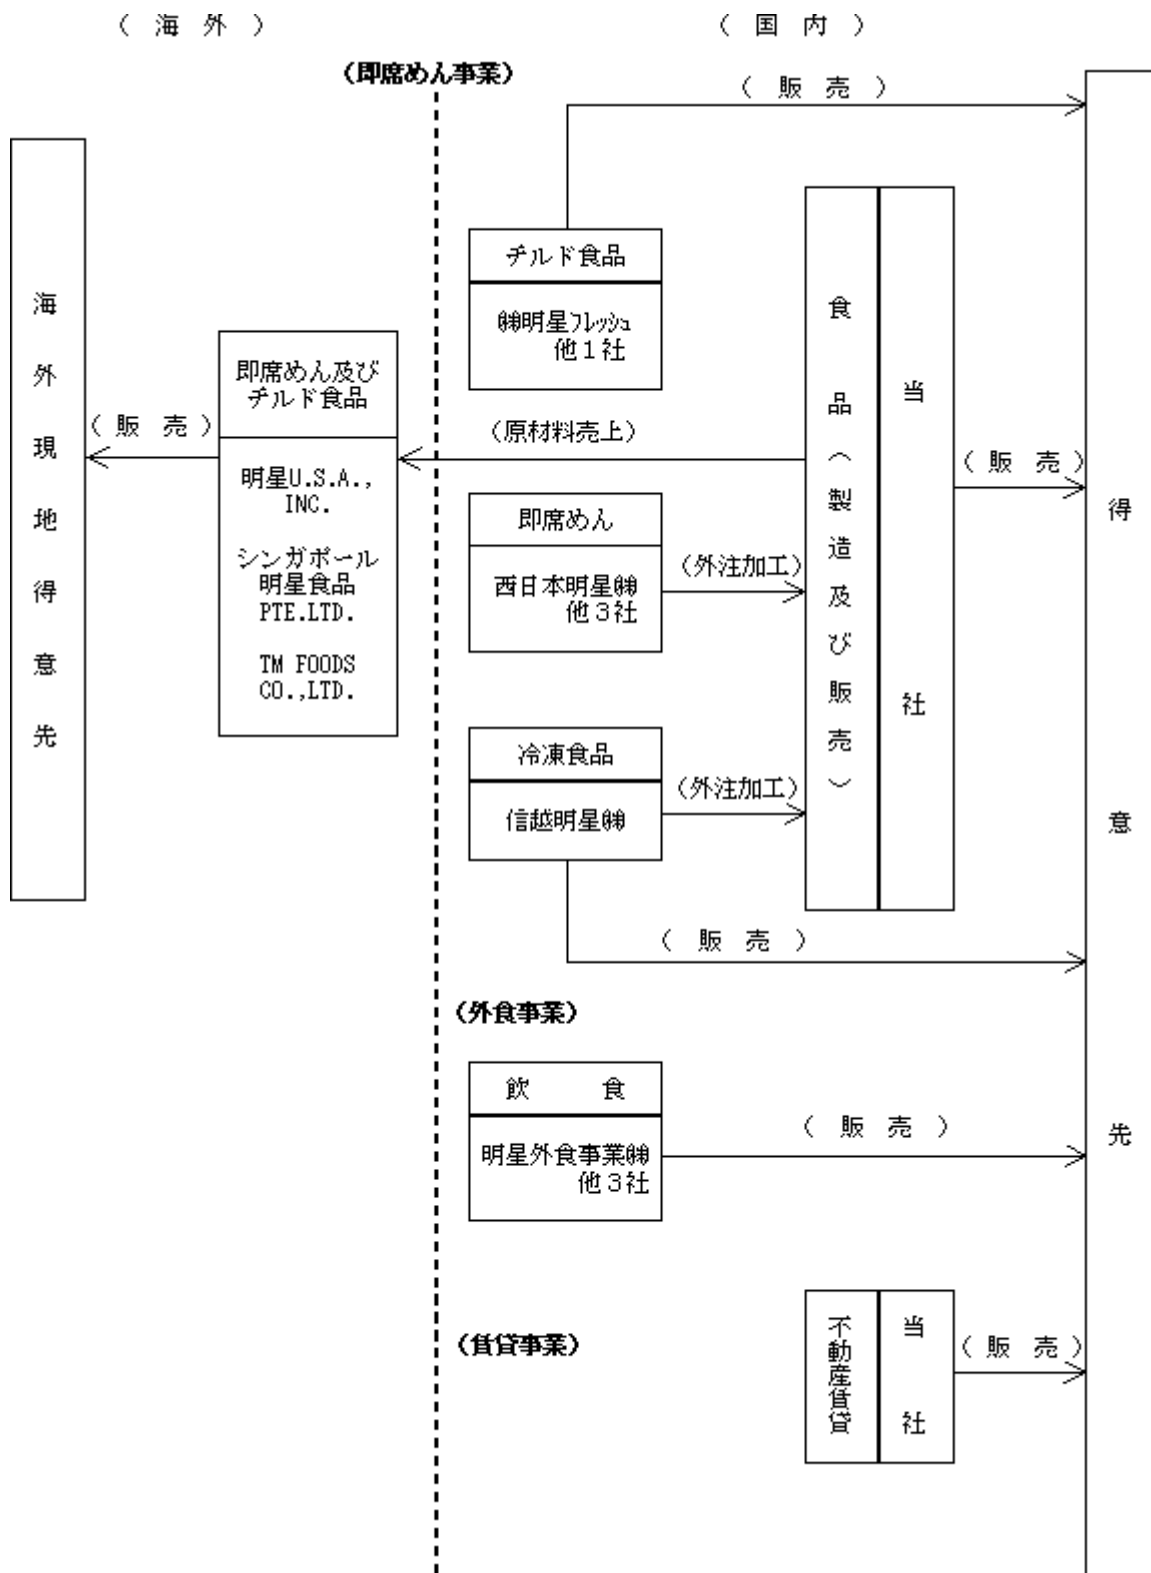 （ 海 外 ）
（ 国 内 ）
（即席めん事業）
（ 販 売 ）
チルド食品
㈱明星フレッシュ
他１社
海外現地得意先
即席めん及び
チルド食品
（ 販 売 ）
明星U.S.A.,
INC.
シンガポール
明星食品
PTE.LTD.
TM FOODS
CO.,LTD.
（原材料売上）
即席めん
西日本明星㈱
他３社
（外注加工）
冷凍食品
信越明星㈱
（外注加工）
食品（製造及び販売）
当社
（ 販 売 ）
得意先
（ 販 売 ）
（外食事業）
飲 食
明星外食事業㈱
他３社
（ 販 売 ）
（賃貸事業）
不動産賃貸
当社
（ 販 売 ）